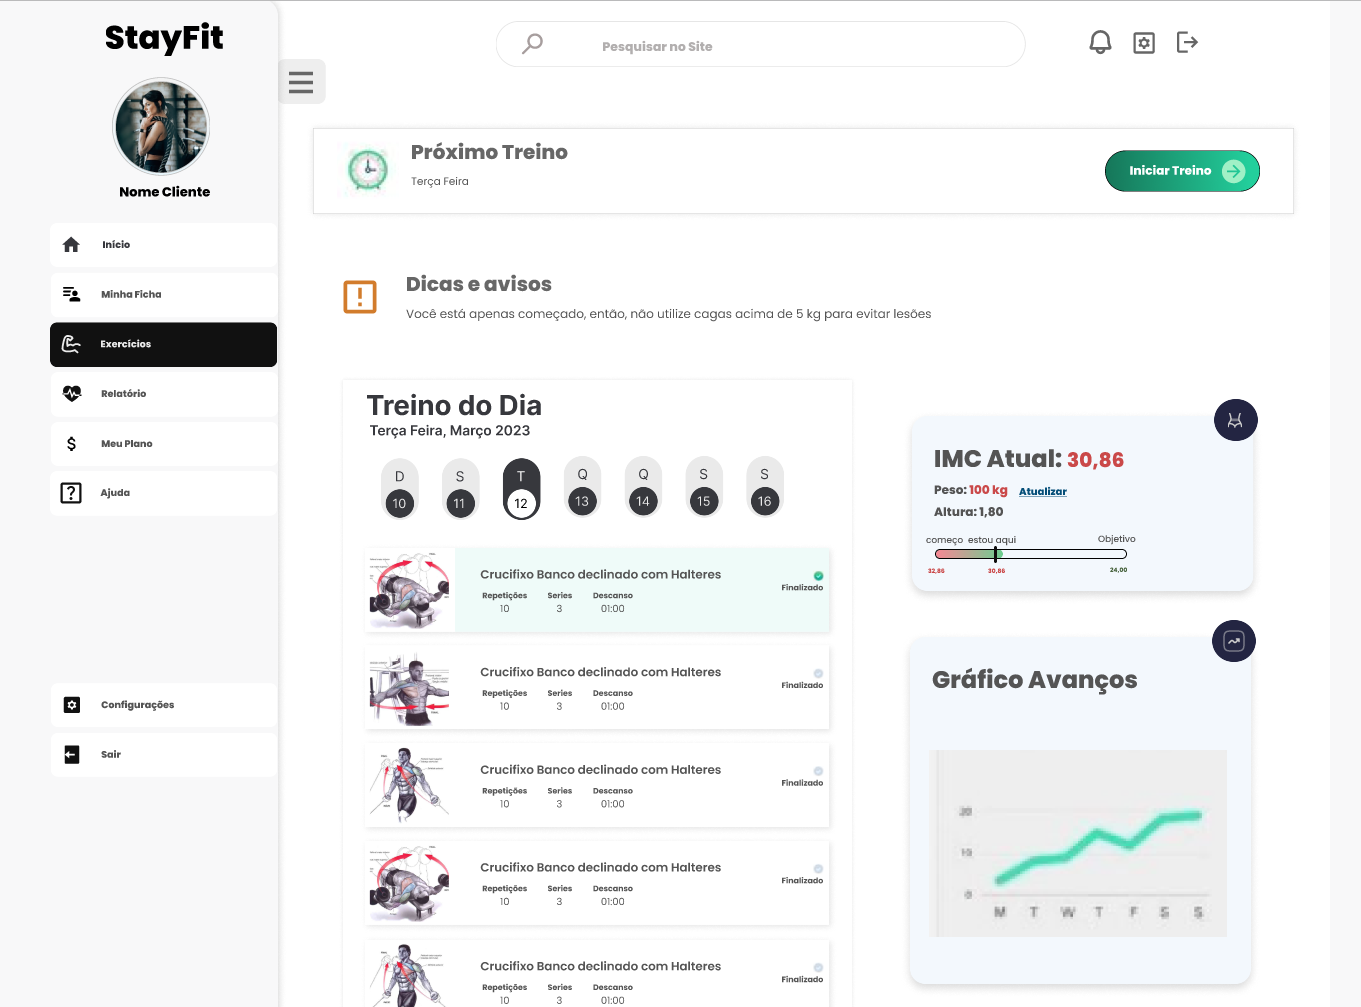 StayFit
Pesquisar no Site
Nome Cliente
Início
Minha Ficha
Exercícios
Relatório
Meu Plano
Ajuda
Configurações
Sair
Próximo Treino
Terça Feira
Iniciar Treino
Dicas e avisos
Você está apenas começado, então, não utilize cagas acima de 5 kg para evitar lesões
Treino do Dia
Terça Feira, Março 2023
D S T Q Q S S
10 11 12 13 14 15 16
Crucifixo Banco declinado com Halteres
Repetições Series Descanso
10 3 01:00
Finalizado
Crucifixo Banco declinado com Halteres
Repetições Series Descanso
10 3 01:00
Finalizado
Crucifixo Banco declinado com Halteres
Repetições Series Descanso
10 3 01:00
Finalizado
Crucifixo Banco declinado com Halteres
Repetições Series Descanso
10 3 01:00
Finalizado
Crucifixo Banco declinado com Halteres
Repetições Series Descanso
10 3 01:00
Finalizado
IMC Atual: 30,86
Peso: 100 kg Atualizar
Altura: 1,80
começo estou aqui Objetivo
32,86 30,86 24,00
Gráfico Avanços
20
10
0
M T W T F S S